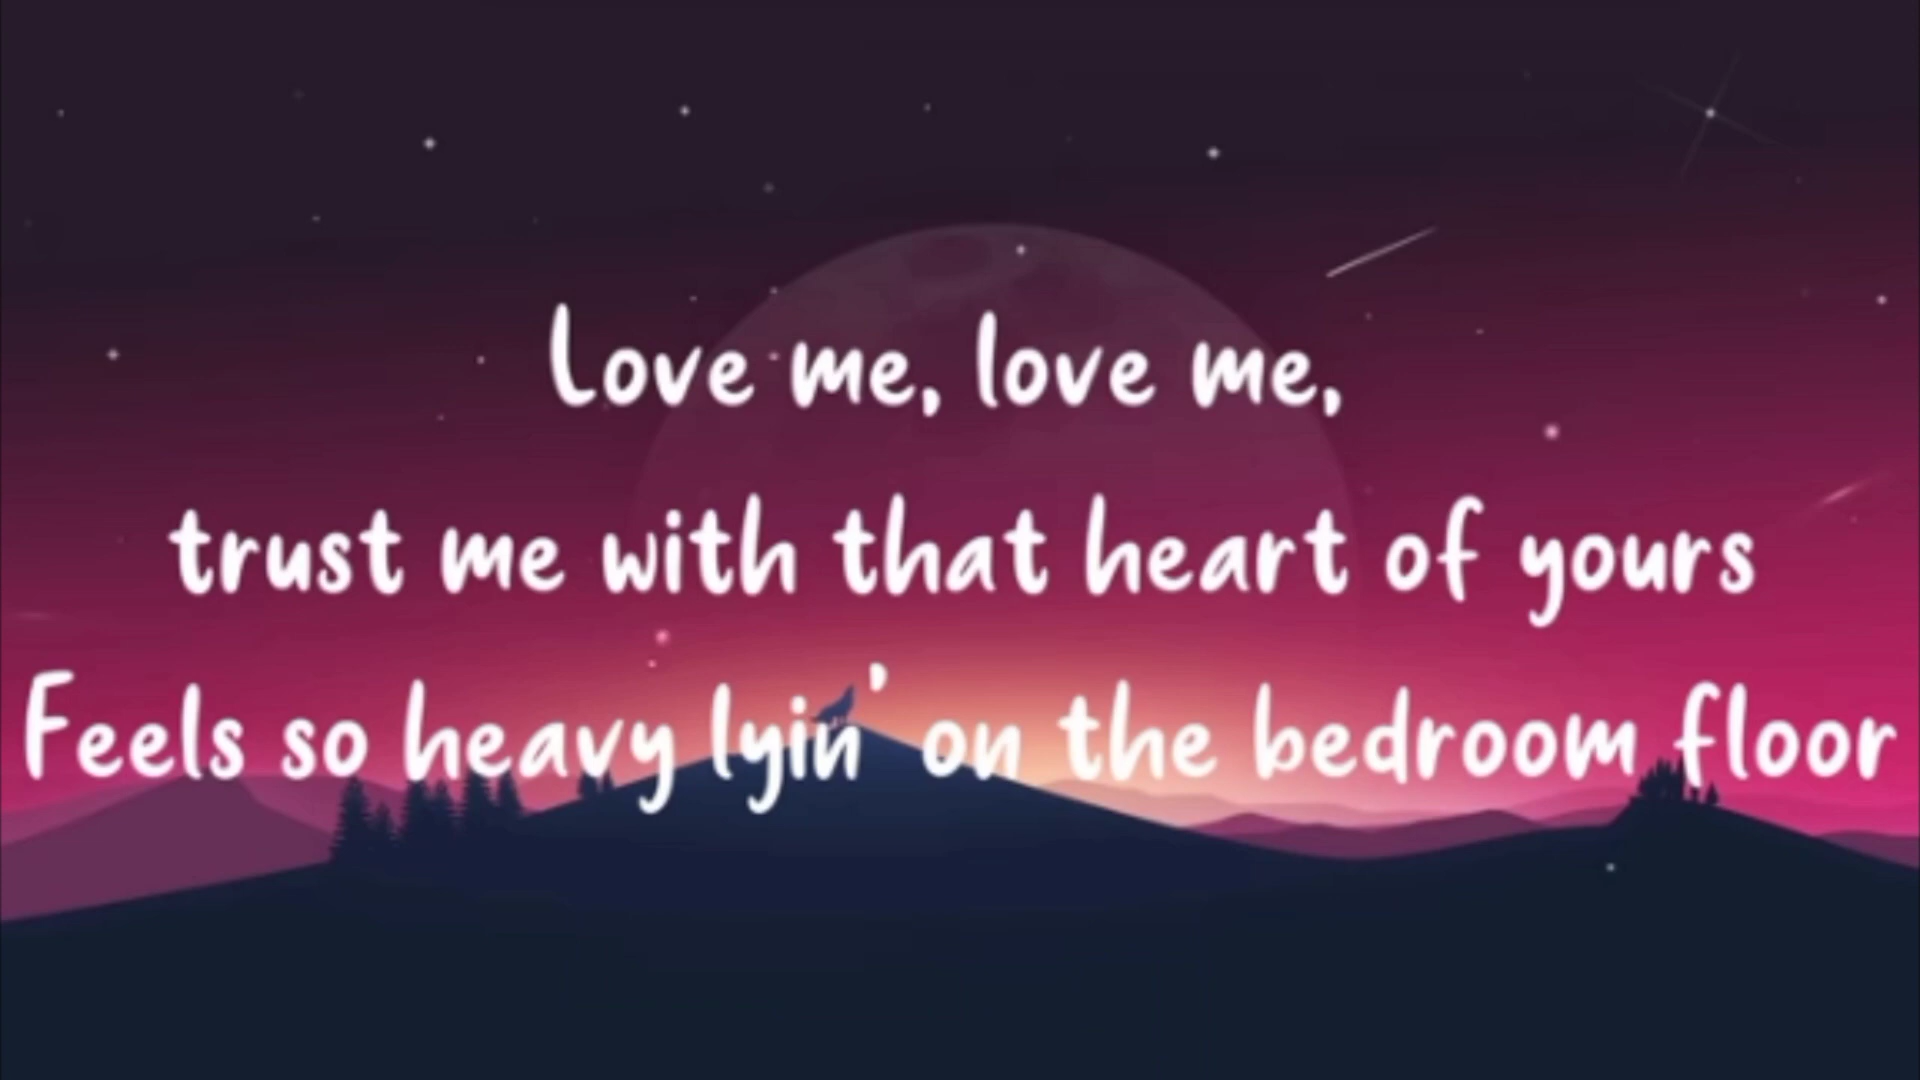 Love me, love me,
trust me with that heart of yours
Feels so heavy lyin' on the bedroom floor